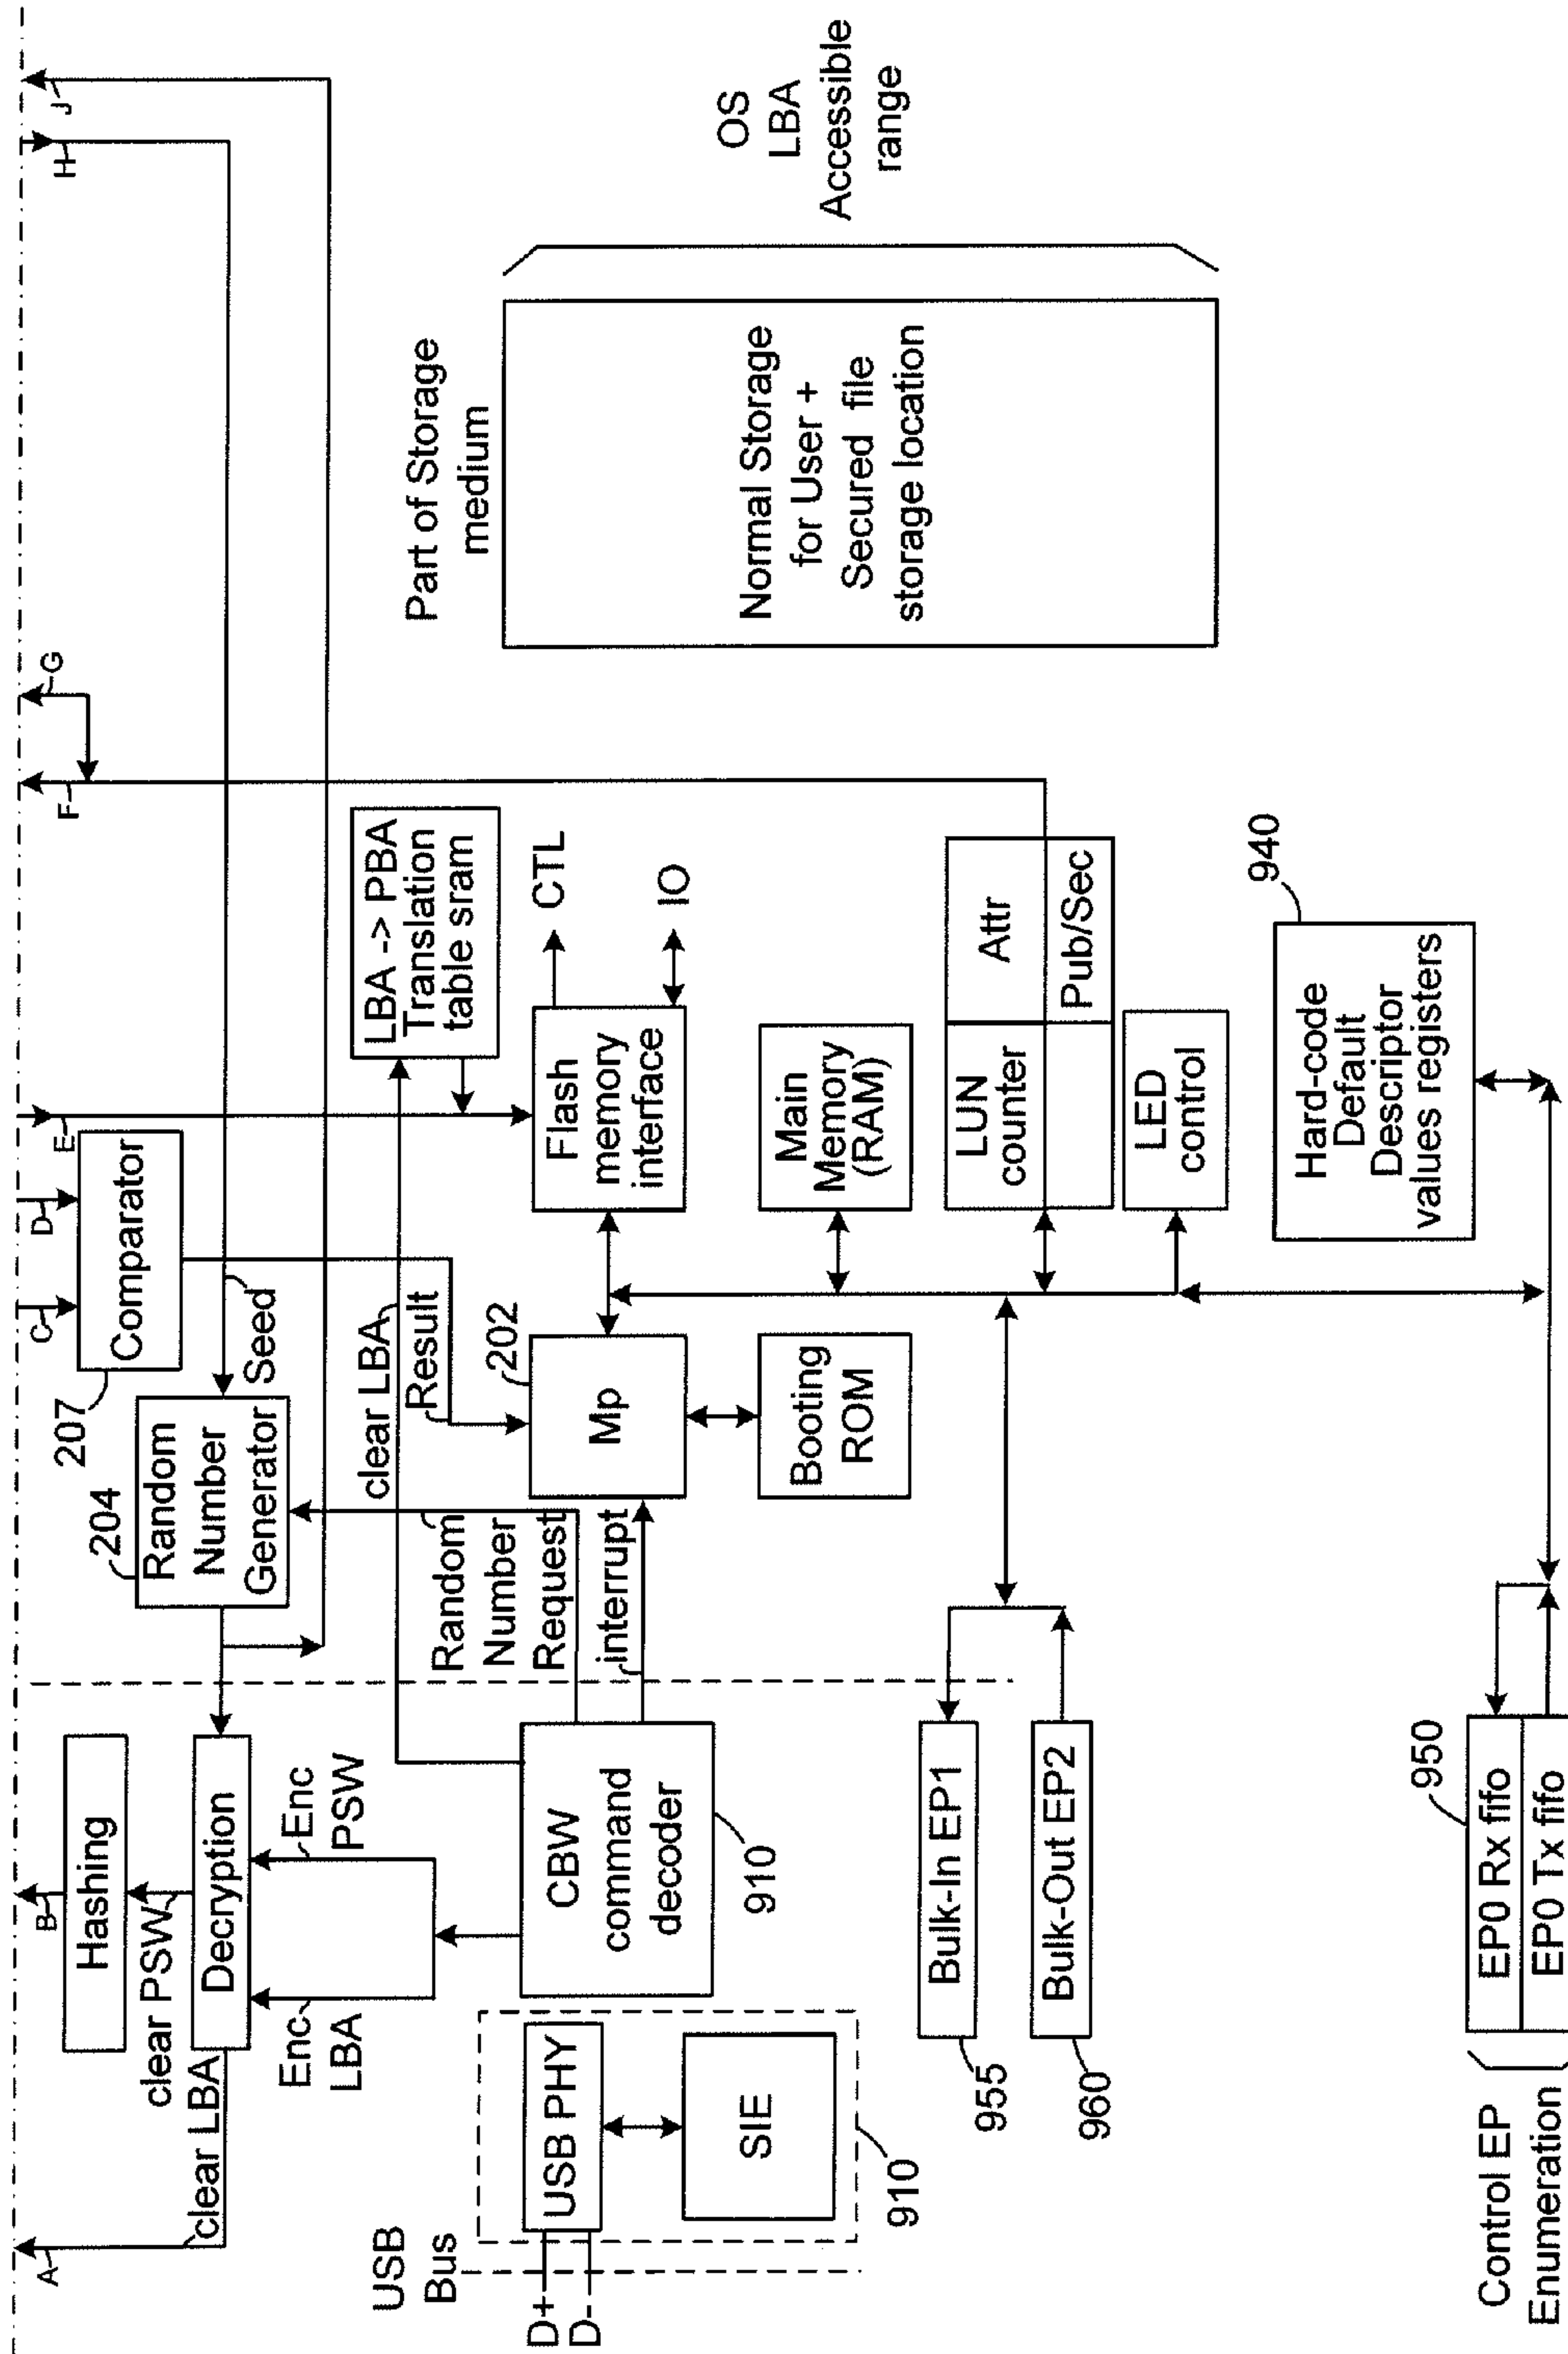 A
B
C
D
E
F
G
H
J
clear LBA
clear PSW
Hashing
Decryption
Enc
LBA
Enc
PSW
204
Random
Number
Generator
Seed
207
Comparator
USB
Bus
D+
D-
USB PHY
SIE
910
CBW
command
decoder
910
Random
Number
Request
interrupt
clear LBA
Result
202
Mp
Booting
ROM
LBA -> PBA
Translation
table sram
Flash
memory
interface
CTL
IO
Main
Memory
(RAM)
LUN
counter
Attr
Pub/Sec
LED
control
Part of Storage
medium
Normal Storage
for User +
Secured file
storage location
OS
LBA
Accessible
range
955
Bulk-In EP1
960
Bulk-Out EP2
940
Hard-code
Default
Descriptor
values registers
Control EP
Enumeration
950
EP0 Rx fifo
EP0 Tx fifo